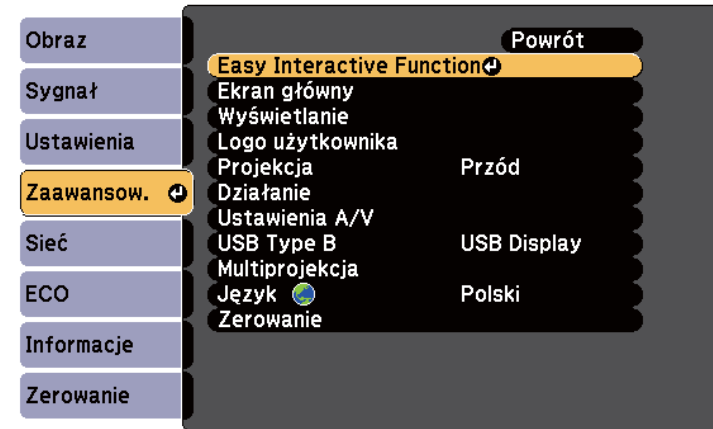 Obraz
Sygnał
Ustawienia
Zaawansow.
Sieć
ECO
Informacje
Zerowanie
Powrót
Easy Interactive Function
Ekran główny
Wyświetlanie
Logo użytkownika
Projekcja Przód
Działanie
Ustawienia A/V
USB Type B USB Display
Multiprojekcja
Język Polski
Zerowanie